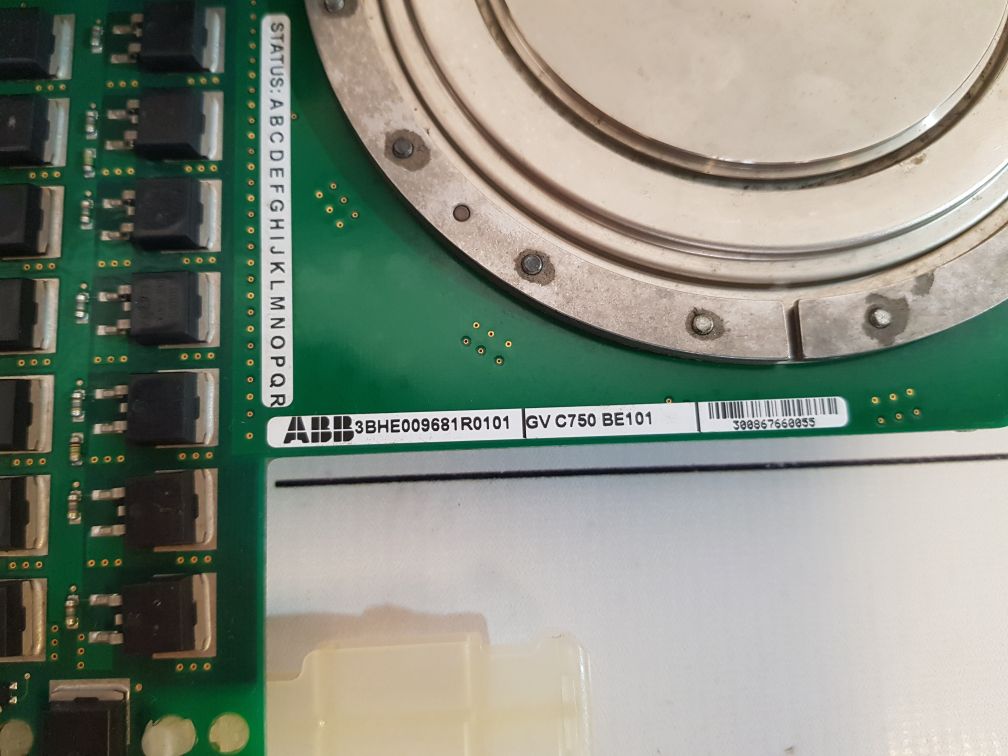 STATUS: A B C D E F G H I J K L M N O P Q R
ABB 3BHE009681R0101 GV C750 BE101 300867660055